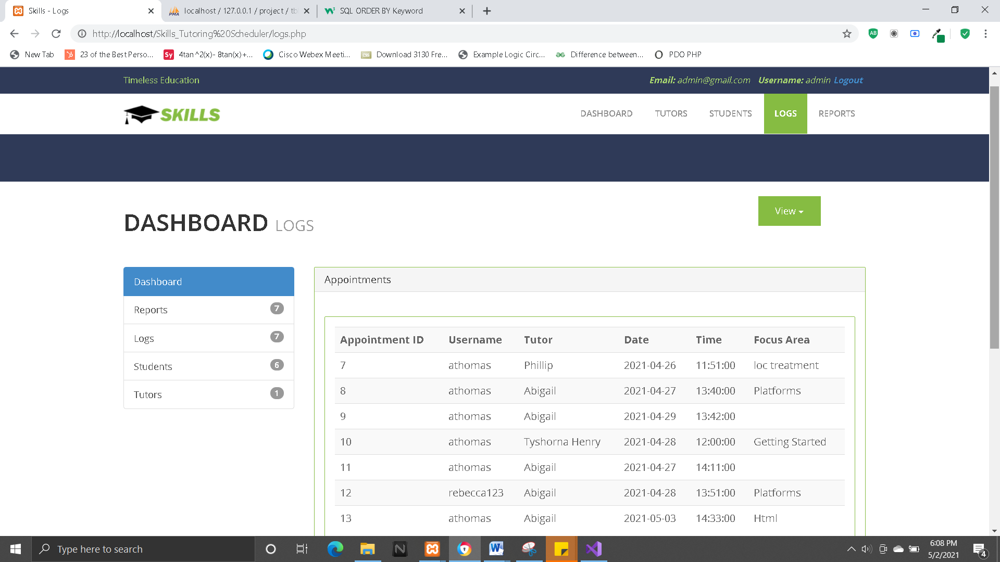 Skills - Logs
localhost / 127.0.0.1 / project / tb
SQL ORDER BY Keyword
http://localhost/Skills_Tutoring%20Scheduler/logs.php
New Tab 23 of the Best Perso... 4tan^2(x)- 8tan(x)+... Cisco Webex Meeti... Download 3130 Fre... Example Logic Circ... Difference between... PDO PHP
Timeless Education
Email: admin@gmail.com Username: admin Logout
SKILLS
DASHBOARD TUTORS STUDENTS LOGS REPORTS
View
DASHBOARD LOGS
Dashboard
Reports 7
Logs 7
Students 6
Tutors 1
Appointments
Appointment ID Username Tutor Date Time Focus Area
7 athomas Phillip 2021-04-26 11:51:00 loc treatment
8 athomas Abigail 2021-04-27 13:40:00 Platforms
9 athomas Abigail 2021-04-29 13:42:00
10 athomas Tyshorna Henry 2021-04-28 12:00:00 Getting Started
11 athomas Abigail 2021-04-27 14:11:00
12 rebecca123 Abigail 2021-04-28 13:51:00 Platforms
13 athomas Abigail 2021-05-03 14:33:00 Html
Type here to search
6:08 PM
5/2/2021
4